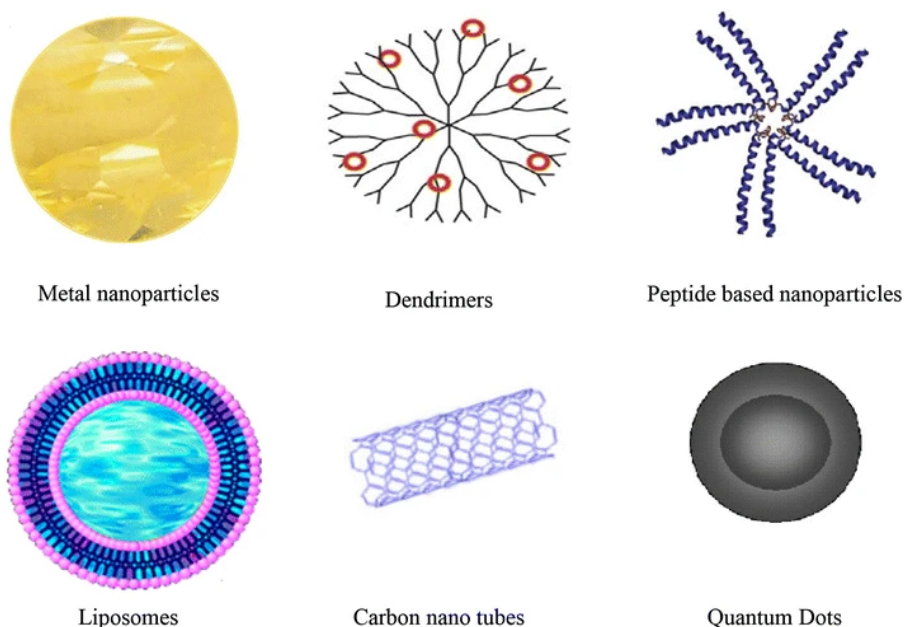 Metal nanoparticles
Dendrimers
Peptide based nanoparticles
Liposomes
Carbon nano tubes
Quantum Dots